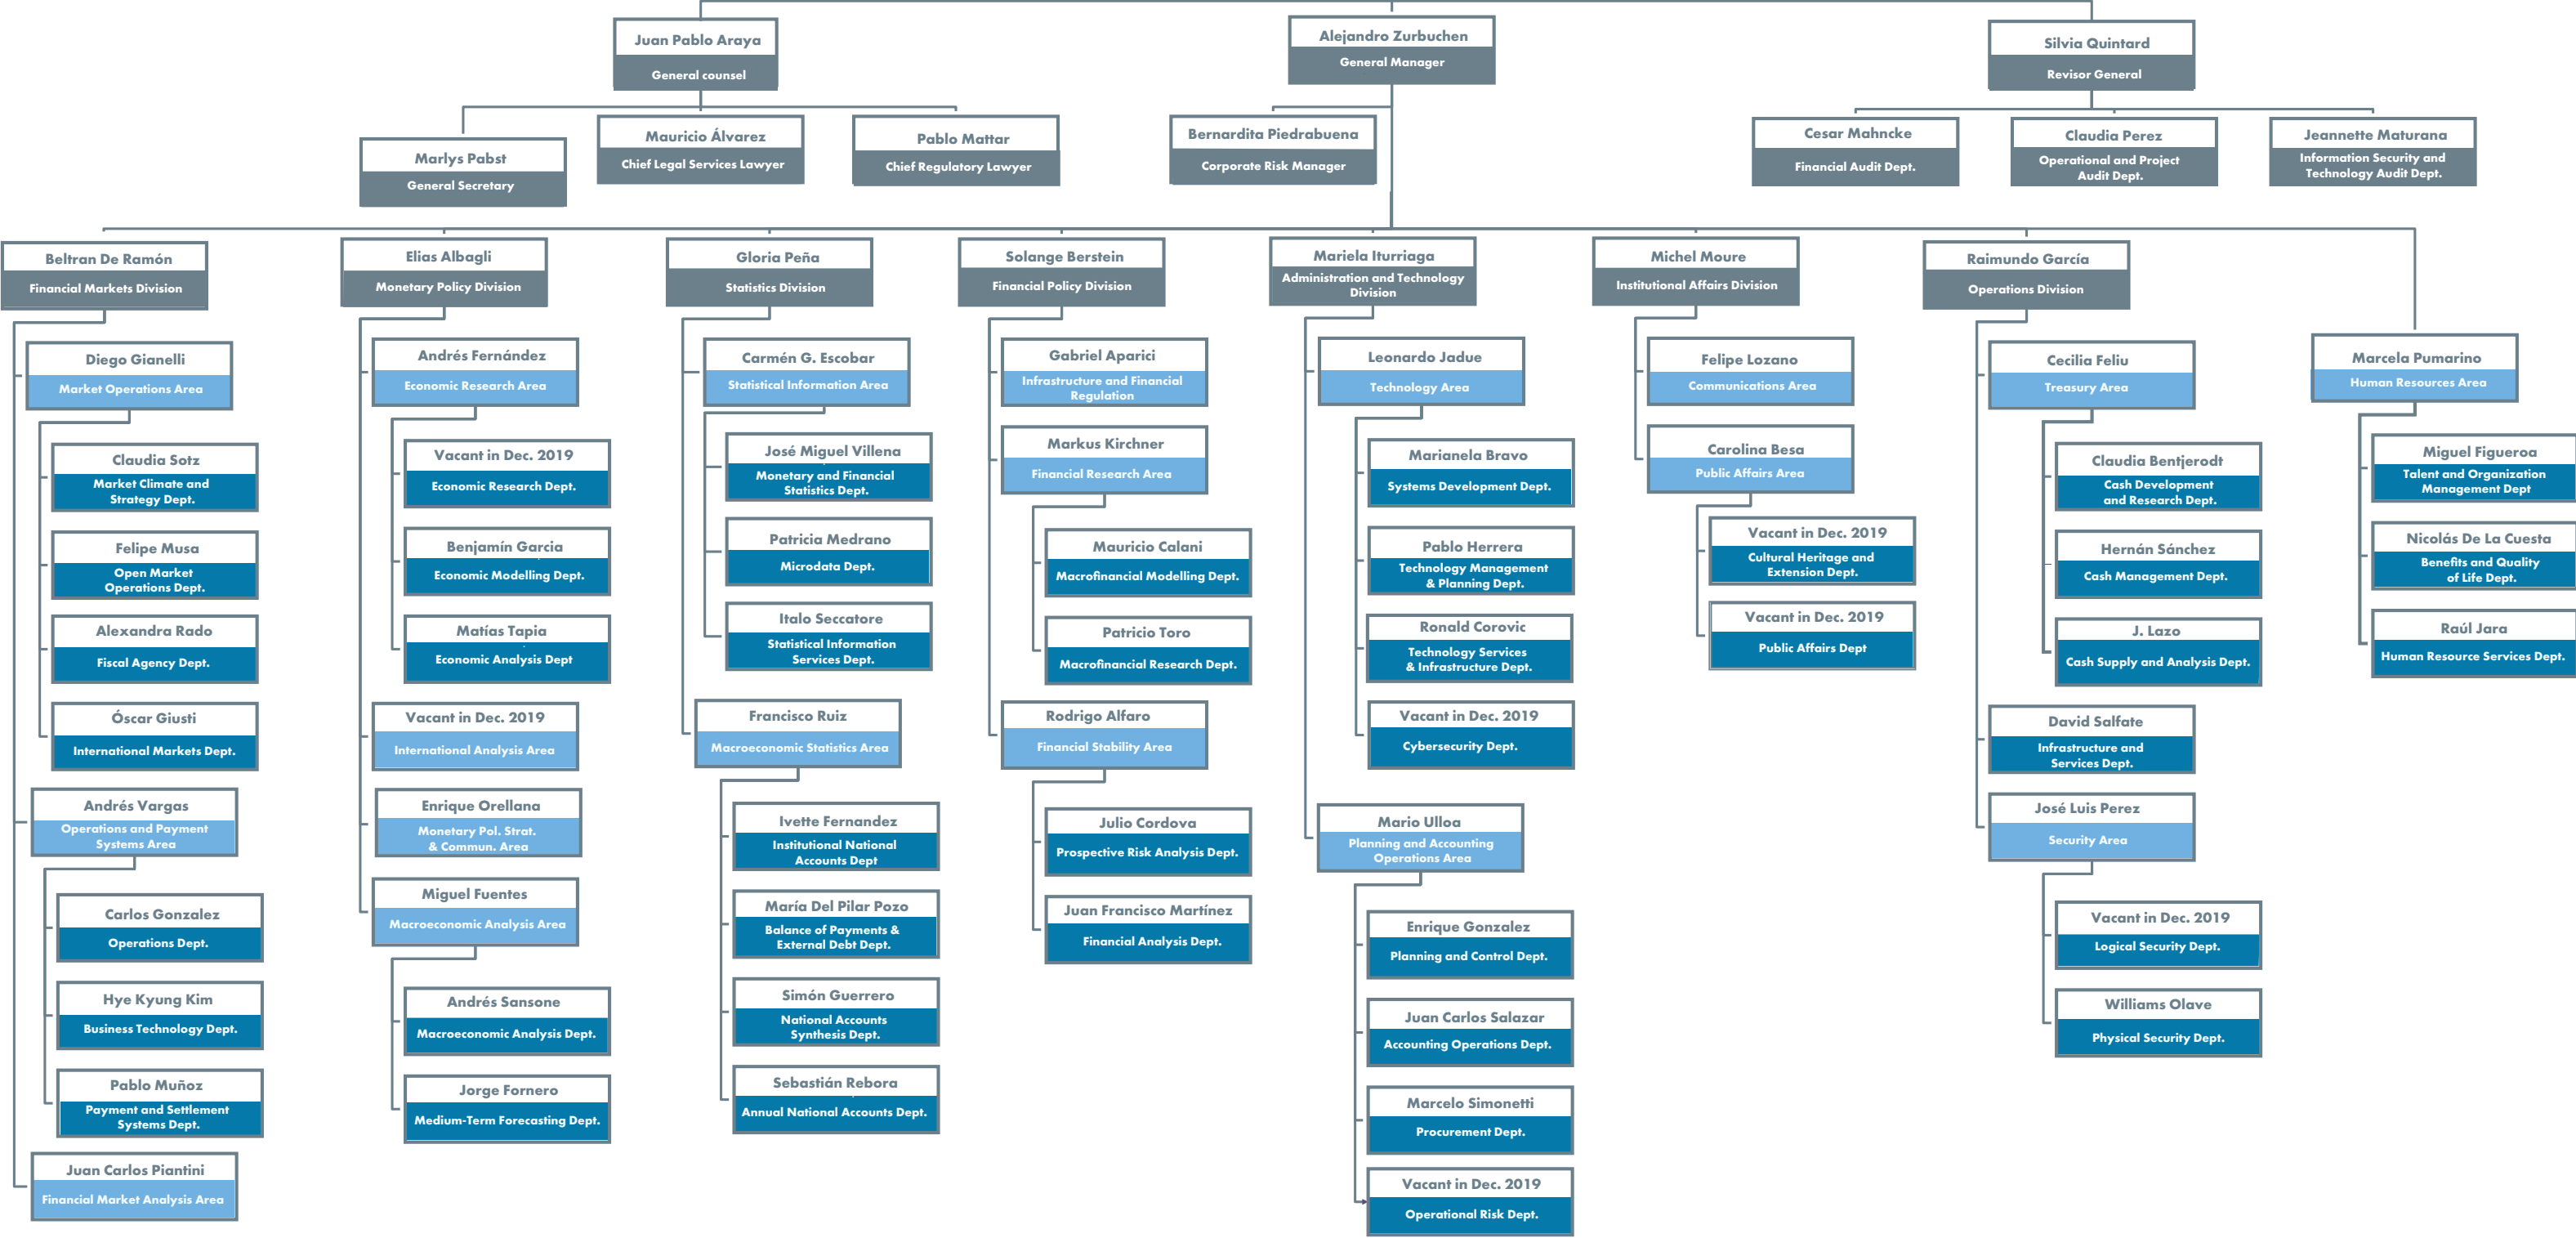 Juan Pablo Araya
General counsel
Alejandro Zurbuchen
General Manager
Silvia Quintard
Revisor General
Marlys Pabst
General Secretary
Mauricio Álvarez
Chief Legal Services Lawyer
Pablo Mattar
Chief Regulatory Lawyer
Bernardita Piedrabuena
Corporate Risk Manager
Cesar Mahncke
Financial Audit Dept.
Claudia Perez
Operational and Project
Audit Dept.
Jeannette Maturana
Information Security and
Technology Audit Dept.
Beltran De Ramón
Financial Markets Division
Diego Gianelli
Market Operations Area
Claudia Sotz
Market Climate and
Strategy Dept.
Felipe Musa
Open Market
Operations Dept.
Alexandra Rado
Fiscal Agency Dept.
Óscar Giusti
International Markets Dept.
Andrés Vargas
Operations and Payment
Systems Area
Carlos Gonzalez
Operations Dept.
Hye Kyung Kim
Business Technology Dept.
Pablo Muñoz
Payment and Settlement
Systems Dept.
Juan Carlos Piantini
Financial Market Analysis Area
Elias Albagli
Monetary Policy Division
Andrés Fernández
Economic Research Area
Vacant in Dec. 2019
Economic Research Dept.
Benjamín Garcia
Economic Modelling Dept.
Matías Tapia
Economic Analysis Dept
Vacant in Dec. 2019
International Analysis Area
Enrique Orellana
Monetary Pol. Strat.
& Commun. Area
Miguel Fuentes
Macroeconomic Analysis Area
Andrés Sansone
Macroeconomic Analysis Dept.
Jorge Fornero
Medium-Term Forecasting Dept.
Gloria Peña
Statistics Division
Carmén G. Escobar
Statistical Information Area
José Miguel Villena
Monetary and Financial
Statistics Dept.
Patricia Medrano
Microdata Dept.
Italo Seccatore
Statistical Information
Services Dept.
Francisco Ruiz
Macroeconomic Statistics Area
Ivette Fernandez
Institutional National
Accounts Dept
María Del Pilar Pozo
Balance of Payments &
External Debt Dept.
Simón Guerrero
National Accounts
Synthesis Dept.
Sebastián Rebora
Annual National Accounts Dept.
Solange Berstein
Financial Policy Division
Gabriel Aparici
Infrastructure and Financial
Regulation
Markus Kirchner
Financial Research Area
Mauricio Calani
Macrofinancial Modelling Dept.
Patricio Toro
Macrofinancial Research Dept.
Rodrigo Alfaro
Financial Stability Area
Julio Cordova
Prospective Risk Analysis Dept.
Juan Francisco Martínez
Financial Analysis Dept.
Mariela Iturriaga
Administration and Technology
Division
Leonardo Jadue
Technology Area
Marianela Bravo
Systems Development Dept.
Pablo Herrera
Technology Management
& Planning Dept.
Ronald Corovic
Technology Services
& Infrastructure Dept.
Vacant in Dec. 2019
Cybersecurity Dept.
Mario Ulloa
Planning and Accounting
Operations Area
Enrique Gonzalez
Planning and Control Dept.
Juan Carlos Salazar
Accounting Operations Dept.
Marcelo Simonetti
Procurement Dept.
Vacant in Dec. 2019
Operational Risk Dept.
Michel Moure
Institutional Affairs Division
Felipe Lozano
Communications Area
Carolina Besa
Public Affairs Area
Vacant in Dec. 2019
Cultural Heritage and
Extension Dept.
Vacant in Dec. 2019
Public Affairs Dept
Raimundo García
Operations Division
Cecilia Feliu
Treasury Area
Claudia Bentjerodt
Cash Development
and Research Dept.
Hernán Sánchez
Cash Management Dept.
J. Lazo
Cash Supply and Analysis Dept.
David Salfate
Infrastructure and
Services Dept.
José Luis Perez
Security Area
Vacant in Dec. 2019
Logical Security Dept.
Williams Olave
Physical Security Dept.
Marcela Pumarino
Human Resources Area
Miguel Figueroa
Talent and Organization
Management Dept
Nicolás De La Cuesta
Benefits and Quality
of Life Dept.
Raúl Jara
Human Resource Services Dept.